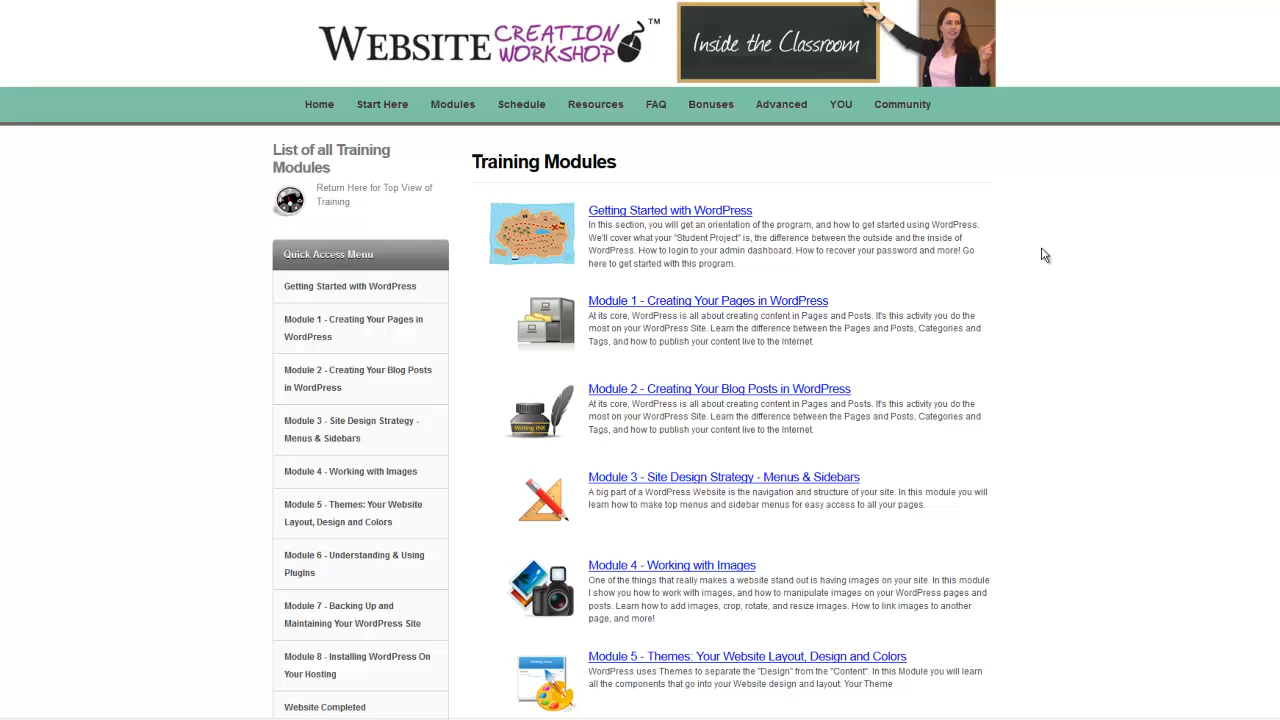 WEBSITE CREATION WORKSHOP ™
Inside the Classroom
Home Start Here Modules Schedule Resources FAQ Bonuses Advanced YOU Community
List of all Training
Modules
Return Here for Top View of
Training
Quick Access Menu
Getting Started with WordPress
Module 1 - Creating Your Pages in
WordPress
Module 2 - Creating Your Blog Posts
in WordPress
Module 3 - Site Design Strategy -
Menus & Sidebars
Module 4 - Working with Images
Module 5 - Themes: Your Website
Layout, Design and Colors
Module 6 - Understanding & Using
PlugIns
Module 7 - Backing Up and
Maintaining Your WordPress Site
Module 8 - Installing WordPress On
Your Hosting
Website Completed
Training Modules
Getting Started with WordPress
In this section, you will get an orientation of the program, and how to get started using WordPress.
We'll cover what your "Student Project" is, the difference between the outside and the inside of
WordPress. How to login to your admin dashboard. How to recover your password and more! Go
here to get started with this program.
Module 1 - Creating Your Pages in WordPress
At its core, WordPress is all about creating content in Pages and Posts. It's this activity you do the
most on your WordPress Site. Learn the difference between the Pages and Posts, Categories and
Tags, and how to publish your content live to the Internet.
Module 2 - Creating Your Blog Posts in WordPress
At its core, WordPress is all about creating content in Pages and Posts. It's this activity you do the
most on your WordPress Site. Learn the difference between the Pages and Posts, Categories and
Tags, and how to publish your content live to the Internet.
Writing INK
Module 3 - Site Design Strategy - Menus & Sidebars
A big part of a WordPress Website is the navigation and structure of your site. In this module you will
learn how to make top menus and sidebar menus for easy access to all your pages.
Module 4 - Working with Images
One of the things that really makes a website stand out is having images on your site. In this module
I show you how to work with images, and how to manipulate images on your WordPress pages and
posts. Learn how to add images, crop, rotate, and resize images. How to link images to another
page, and more!
Module 5 - Themes: Your Website Layout, Design and Colors
WordPress uses Themes to separate the "Design" from the "Content". In this Module you will learn
all the components that go into your Website design and layout: Your Theme